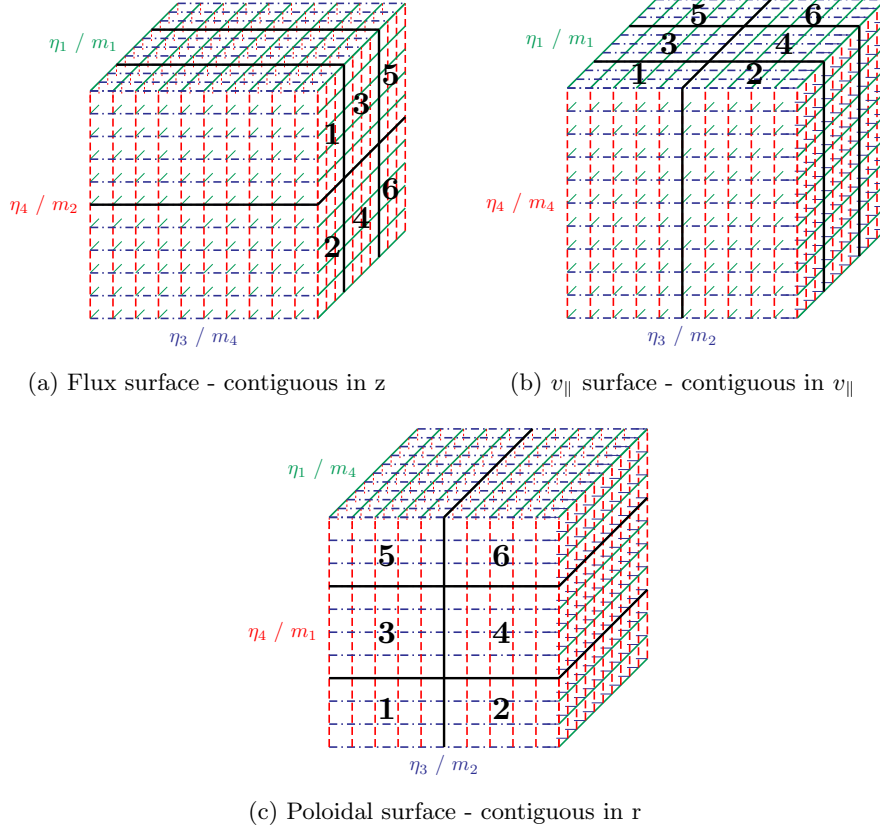 η₁ / m₁
5
3
1
6
4
2
η₄ / m₂
η₃ / m₄
(a) Flux surface - contiguous in z
5
6
η₁ / m₁
3
4
1
2
η₄ / m₄
η₃ / m₂
(b) v∥ surface - contiguous in v∥
η₁ / m₄
5
6
η₄ / m₁
3
4
1
2
η₃ / m₂
(c) Poloidal surface - contiguous in r